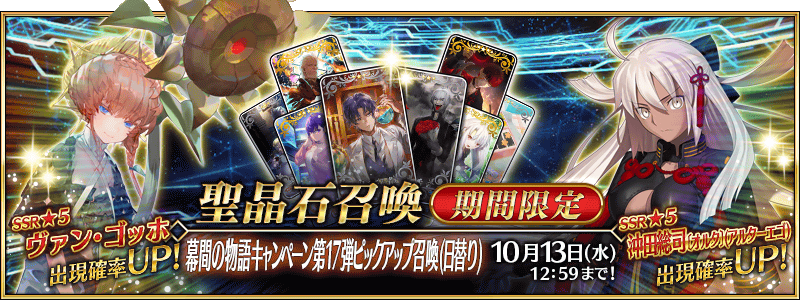 聖晶石召喚 期間限定
SSR★5
ヴァン・ゴッホ
出現確率UP!
幕間の物語キャンペーン第17弾ピックアップ召喚(日替り)
10月13日(水)
12:59まで!
SSR★5
沖田総司〔オルタ〕(アルターエゴ)
出現確率UP!